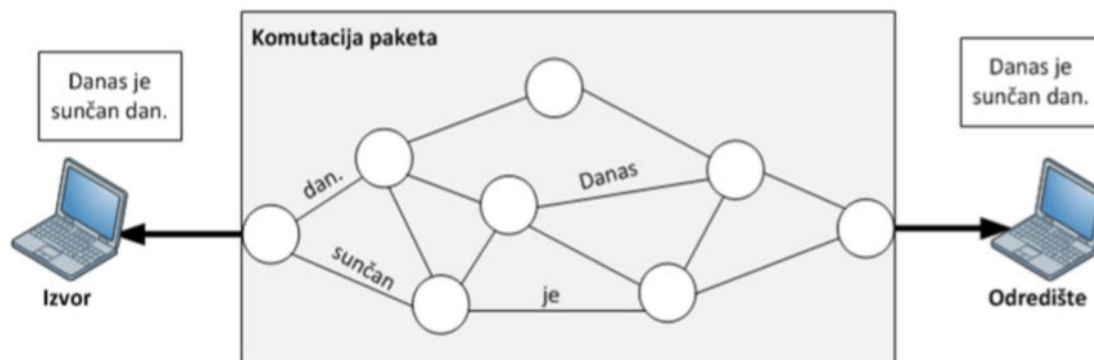 Komutacija paketa
Danas je
sunčan dan.
Danas je
sunčan dan.
dan.
Danas
sunčan
je
Izvor
Odredište